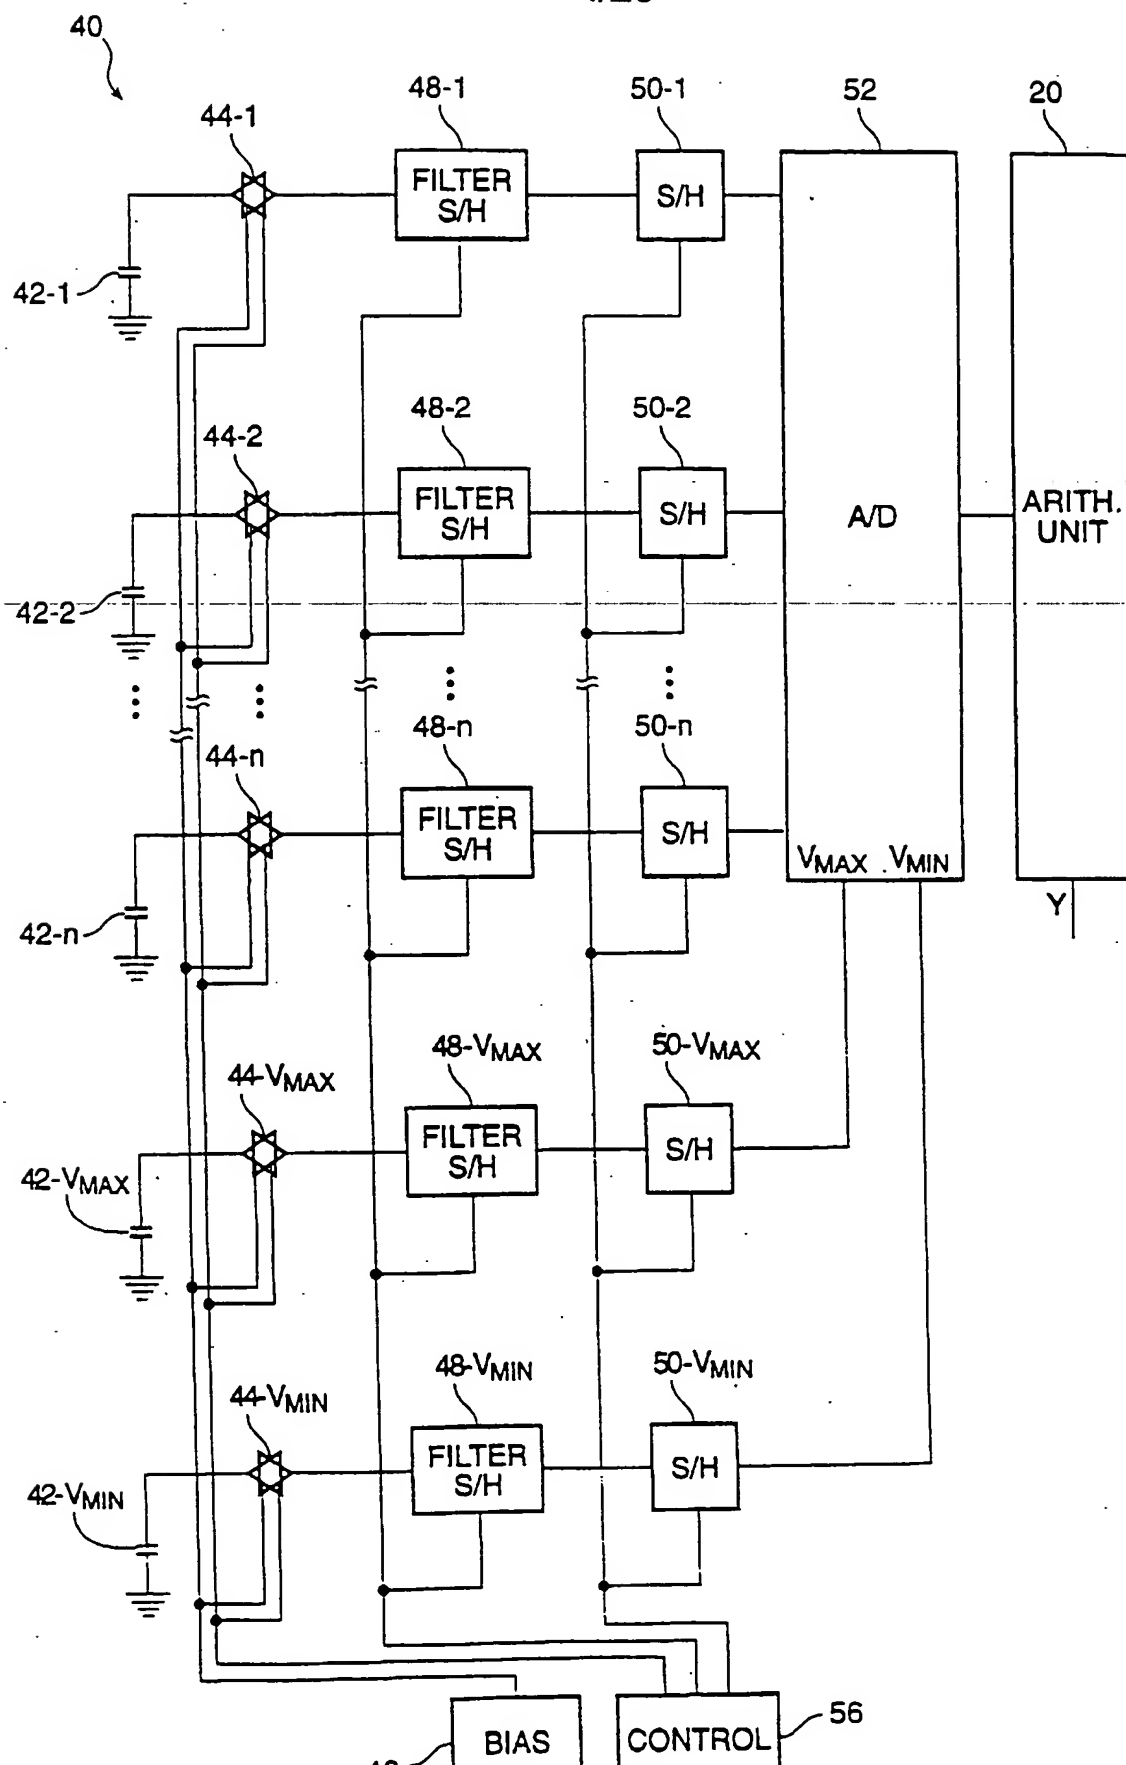 40
44-1
48-1
50-1
52
20
FILTER
S/H
S/H
42-1
44-2
48-2
50-2
FILTER
S/H
S/H
A/D
ARITH.
UNIT
42-2
44-n
48-n
50-n
FILTER
S/H
S/H
VMAX
VMIN
42-n
Y
44-VMAX
48-VMAX
50-VMAX
FILTER
S/H
S/H
42-VMAX
44-VMIN
48-VMIN
50-VMIN
FILTER
S/H
S/H
42-VMIN
BIAS
CONTROL
56